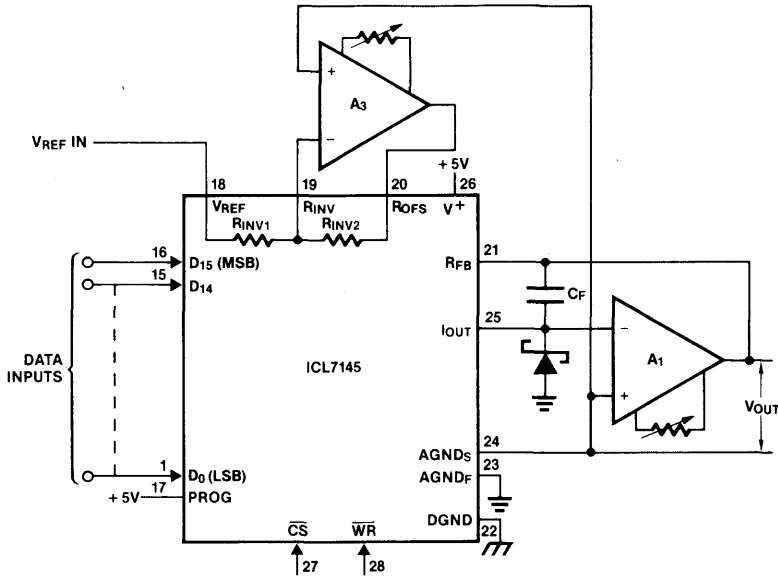 +
A3
−
VREF IN
+ 5V
18
19
20
26
VREF
RINV
ROFS
V+
RINV1
RINV2
16
D15 (MSB)
15
D14
RFB
21
CF
IOUT
25
−
A1
+
DATA
INPUTS
ICL7145
VOUT
AGNDS
24
AGNDF
23
1
D0 (LSB)
+ 5V
17
PROG
DGND
22
CS
WR
27
28